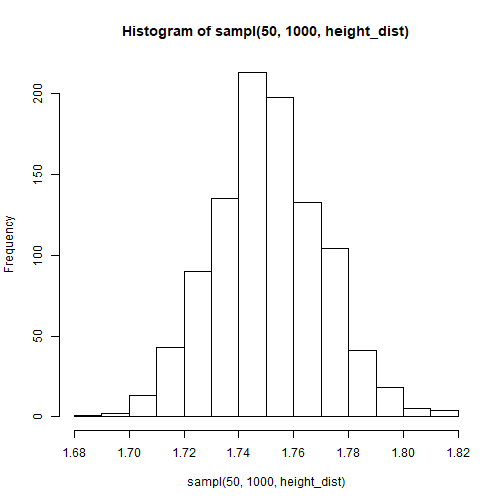 Histogram of sampl(50, 1000, height_dist)
Frequency
200
150
100
50
0
1.68 1.70 1.72 1.74 1.76 1.78 1.80 1.82
sampl(50, 1000, height_dist)